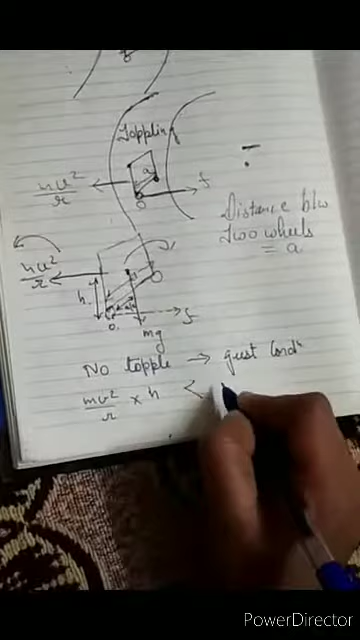 Toppling
a
mv²/r
f
O
Distance b/w
two wheels
= a
mv²/r
h
a
f
O
mg
No topple → just condⁿ
mv²/r × h <
PowerDirector